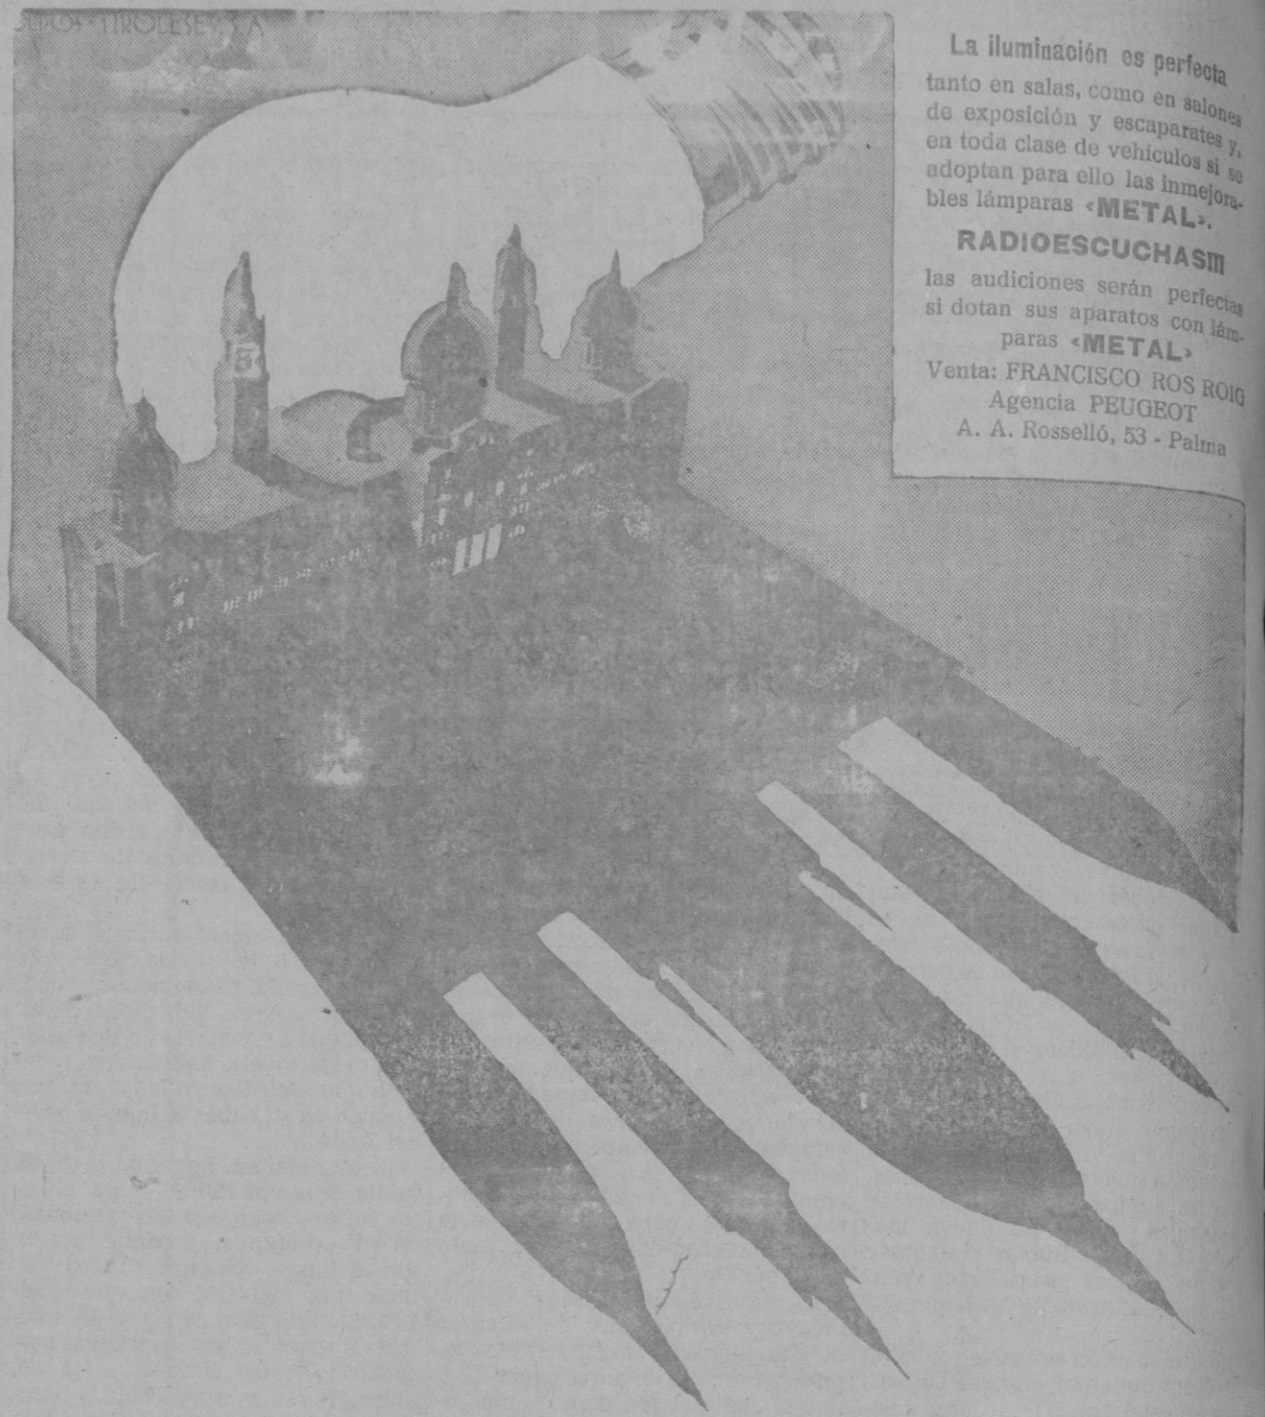 TIROLESES, S A
La iluminación es perfecta
tanto en salas, como en salones
de exposición y escaparates y,
en toda clase de vehículos si se
adoptan para ello las inmejora-
bles lámparas «METAL».
RADIOESCUCHAS!!!
las audiciones serán perfectas
si dotan sus aparatos con lám-
paras «METAL»
Venta: FRANCISCO ROS ROIG
Agencia PEUGEOT
A. A. Rosselló, 53 - Palma